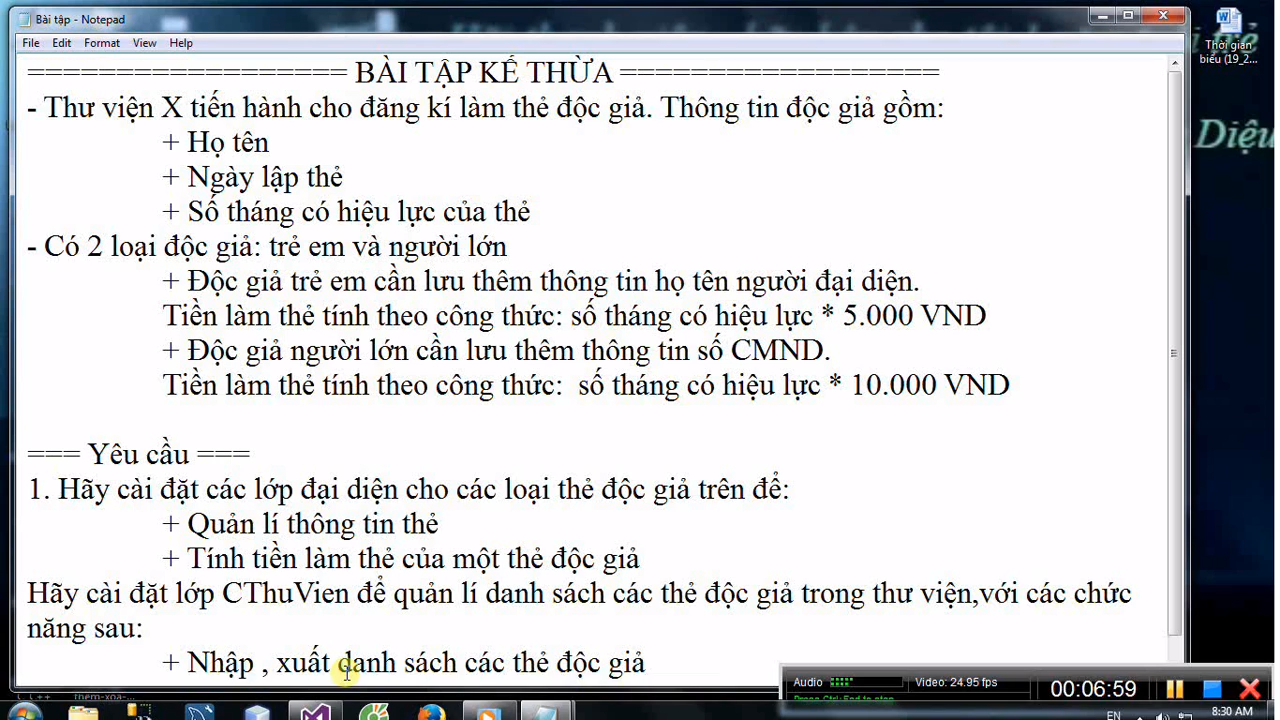 Bài tập - Notepad
Thời gian
biểu (19_2...
File Edit Format View Help
================== BÀI TẬP KẾ THỪA ==================
- Thư viện X tiến hành cho đăng kí làm thẻ độc giả. Thông tin độc giả gồm:
+ Họ tên
+ Ngày lập thẻ
+ Số tháng có hiệu lực của thẻ
- Có 2 loại độc giả: trẻ em và người lớn
+ Độc giả trẻ em cần lưu thêm thông tin họ tên người đại diện.
Tiền làm thẻ tính theo công thức: số tháng có hiệu lực * 5.000 VND
+ Độc giả người lớn cần lưu thêm thông tin số CMND.
Tiền làm thẻ tính theo công thức:  số tháng có hiệu lực * 10.000 VND
=== Yêu cầu ===
1. Hãy cài đặt các lớp đại diện cho các loại thẻ độc giả trên để:
+ Quản lí thông tin thẻ
+ Tính tiền làm thẻ của một thẻ độc giả
Hãy cài đặt lớp CThuVien để quản lí danh sách các thẻ độc giả trong thư viện,với các chức
năng sau:
+ Nhập , xuất danh sách các thẻ độc giả
Diệu
Audio
Video: 24.95 fps
00:06:59
EN
8:30 AM